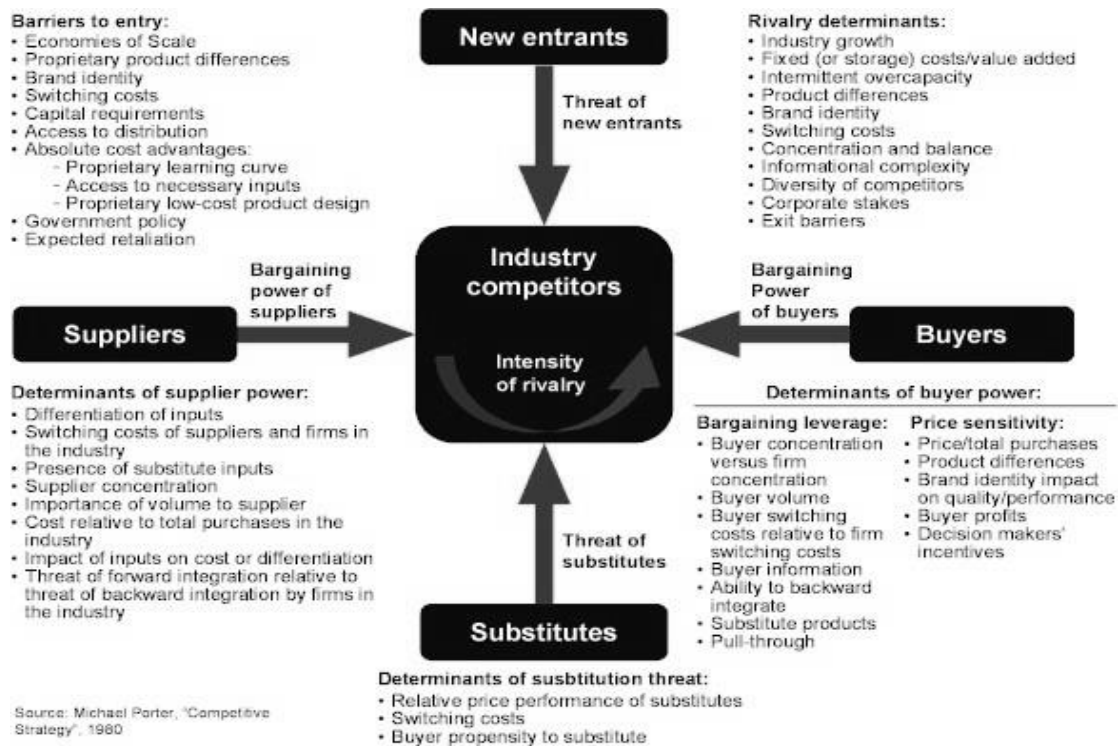 Barriers to entry:
• Economies of Scale
• Proprietary product differences
• Brand identity
• Switching costs
• Capital requirements
• Access to distribution
• Absolute cost advantages:
- Proprietary learning curve
- Access to necessary inputs
- Proprietary low-cost product design
• Government policy
• Expected retaliation
New entrants
Threat of
new entrants
Rivalry determinants:
• Industry growth
• Fixed (or storage) costs/value added
• Intermittent overcapacity
• Product differences
• Brand identity
• Switching costs
• Concentration and balance
• Informational complexity
• Diversity of competitors
• Corporate stakes
• Exit barriers
Bargaining
power of
suppliers
Suppliers
Industry
competitors
Intensity
of rivalry
Bargaining
Power
of buyers
Buyers
Determinants of supplier power:
• Differentiation of inputs
• Switching costs of suppliers and firms in
the industry
• Presence of substitute inputs
• Supplier concentration
• Importance of volume to supplier
• Cost relative to total purchases in the
industry
• Impact of inputs on cost or differentiation
• Threat of forward integration relative to
threat of backward integration by firms in
the industry
Threat of
substitutes
Substitutes
Determinants of buyer power:
Bargaining leverage:
• Buyer concentration
versus firm
concentration
• Buyer volume
• Buyer switching
costs relative to firm
switching costs
• Buyer information
• Ability to backward
integrate
• Substitute products
• Pull-through
Price sensitivity:
• Price/total purchases
• Product differences
• Brand identity impact
on quality/performance
• Buyer profits
• Decision makers'
incentives
Determinants of susbtitution threat:
• Relative price performance of substitutes
• Switching costs
• Buyer propensity to substitute
Source: Michael Porter, "Competitive
Strategy", 1980